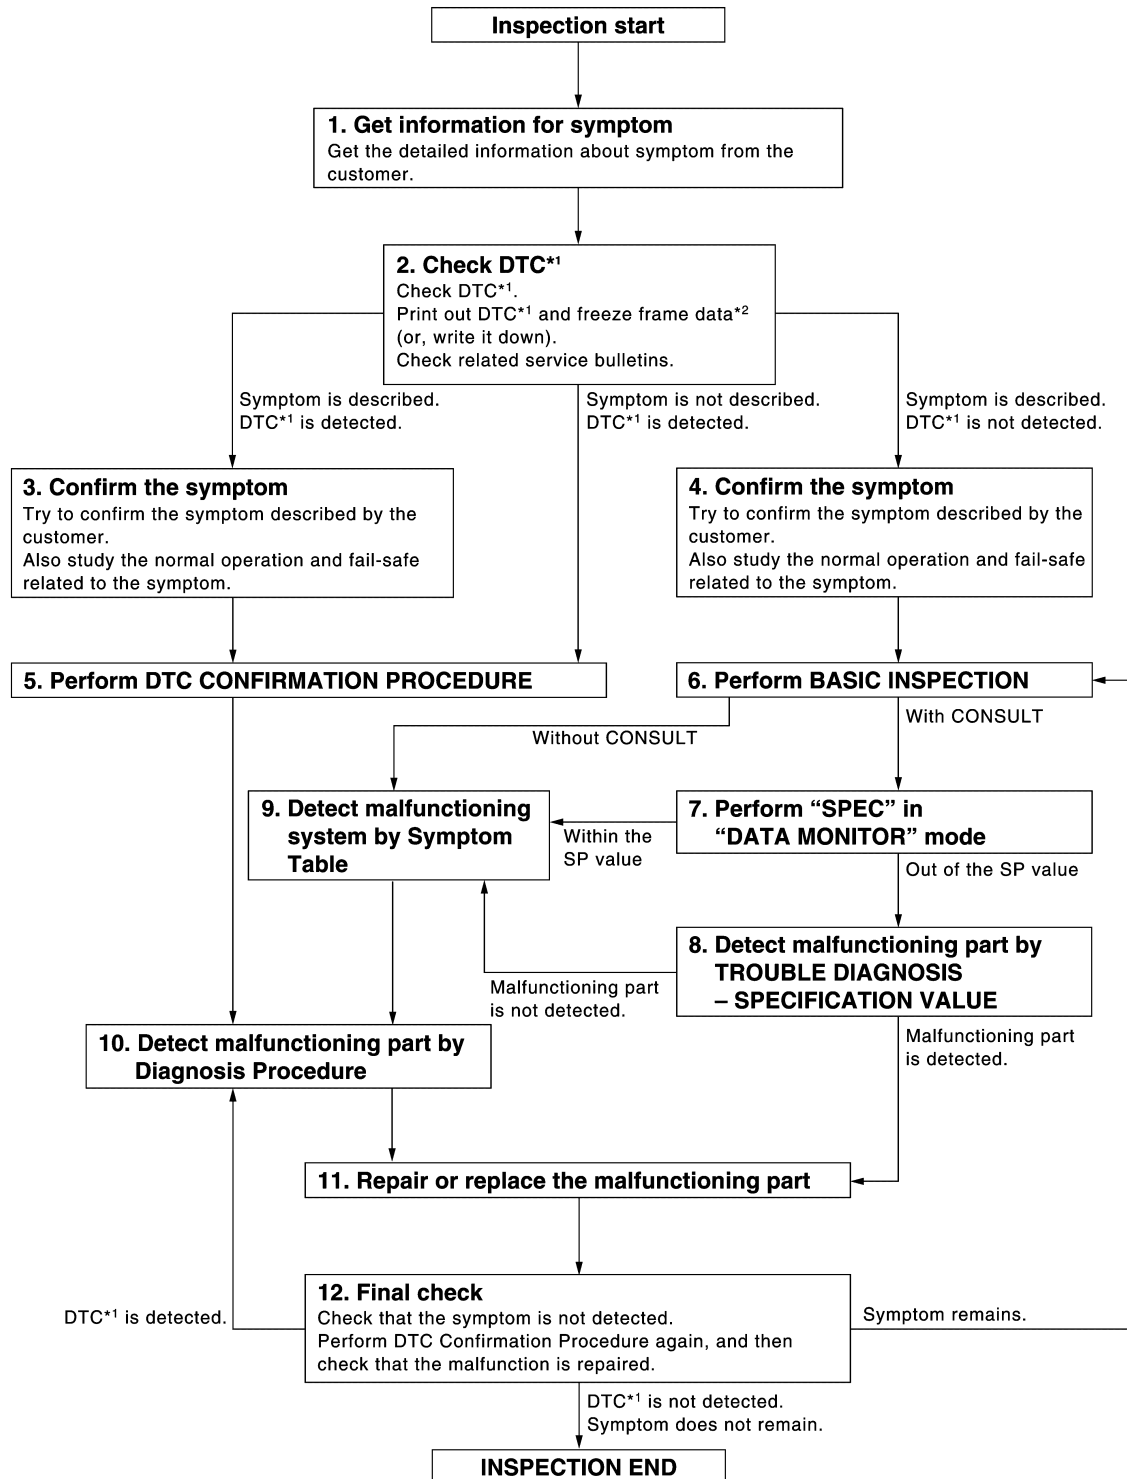 Inspection start
1. Get information for symptom
Get the detailed information about symptom from the
customer.
2. Check DTC*1
Check DTC*1.
Print out DTC*1 and freeze frame data*2
(or, write it down).
Check related service bulletins.
Symptom is described.
DTC*1 is detected.
Symptom is not described.
DTC*1 is detected.
Symptom is described.
DTC*1 is not detected.
3. Confirm the symptom
Try to confirm the symptom described by the
customer.
Also study the normal operation and fail-safe
related to the symptom.
4. Confirm the symptom
Try to confirm the symptom described by the
customer.
Also study the normal operation and fail-safe
related to the symptom.
5. Perform DTC CONFIRMATION PROCEDURE
6. Perform BASIC INSPECTION
Without CONSULT
With CONSULT
9. Detect malfunctioning
system by Symptom
Table
Within the
SP value
7. Perform “SPEC” in
“DATA MONITOR” mode
Out of the SP value
8. Detect malfunctioning part by
TROUBLE DIAGNOSIS
– SPECIFICATION VALUE
Malfunctioning part
is not detected.
Malfunctioning part
is detected.
10. Detect malfunctioning part by
Diagnosis Procedure
11. Repair or replace the malfunctioning part
12. Final check
Check that the symptom is not detected.
Perform DTC Confirmation Procedure again, and then
check that the malfunction is repaired.
DTC*1 is detected.
Symptom remains.
DTC*1 is not detected.
Symptom does not remain.
INSPECTION END